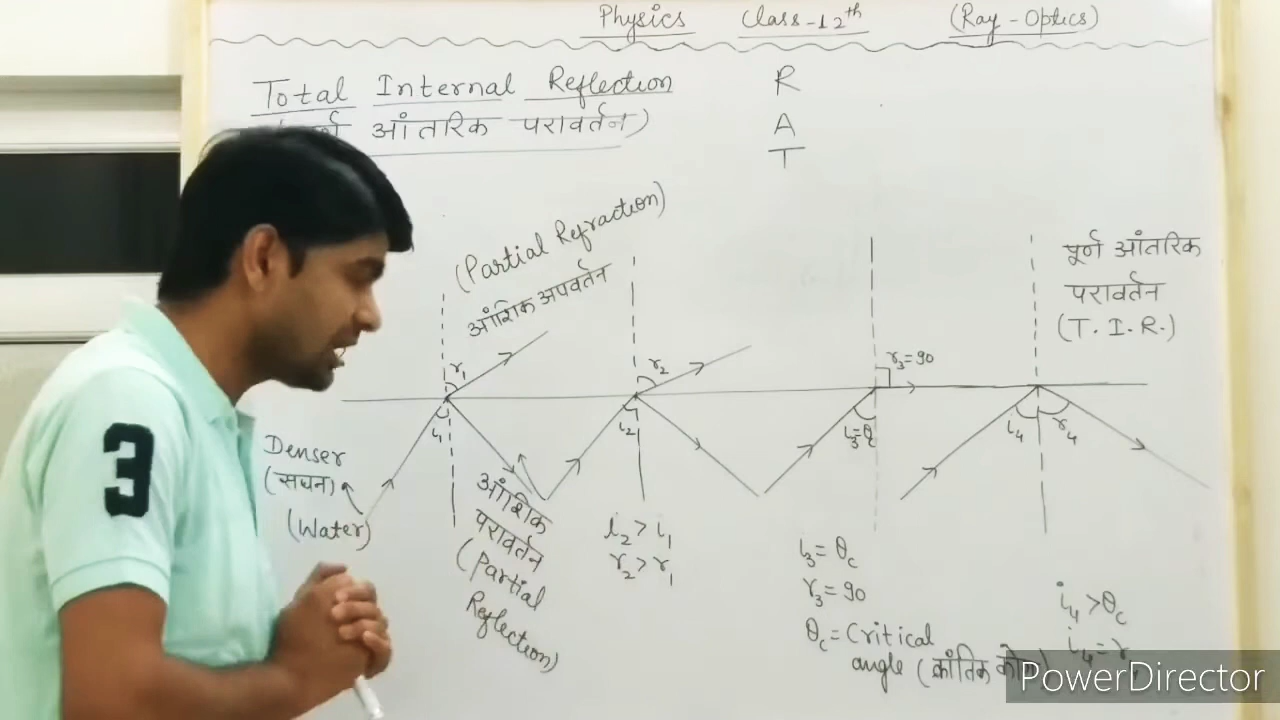 Physics Class-12th (Ray-Optics)
Total Internal Reflection
आंतरिक परावर्तन)
R
A
T
(Partial Refraction)
आंशिक अपवर्तन
पूर्ण आंतरिक
परावर्तन
(T. I. R.)
r₁
r₂
r₃=90
i₁
i₂
i₃=θc
i₄ r₄
Denser
(सघन)
(Water)
आंशिक
परावर्तन
(Partial
Reflection)
i₂>i₁
r₂>r₁
i₃=θc
r₃=90
θc=Critical
angle (क्रांतिक कोण)
i₄>θc
i₄=r
3
PowerDirector